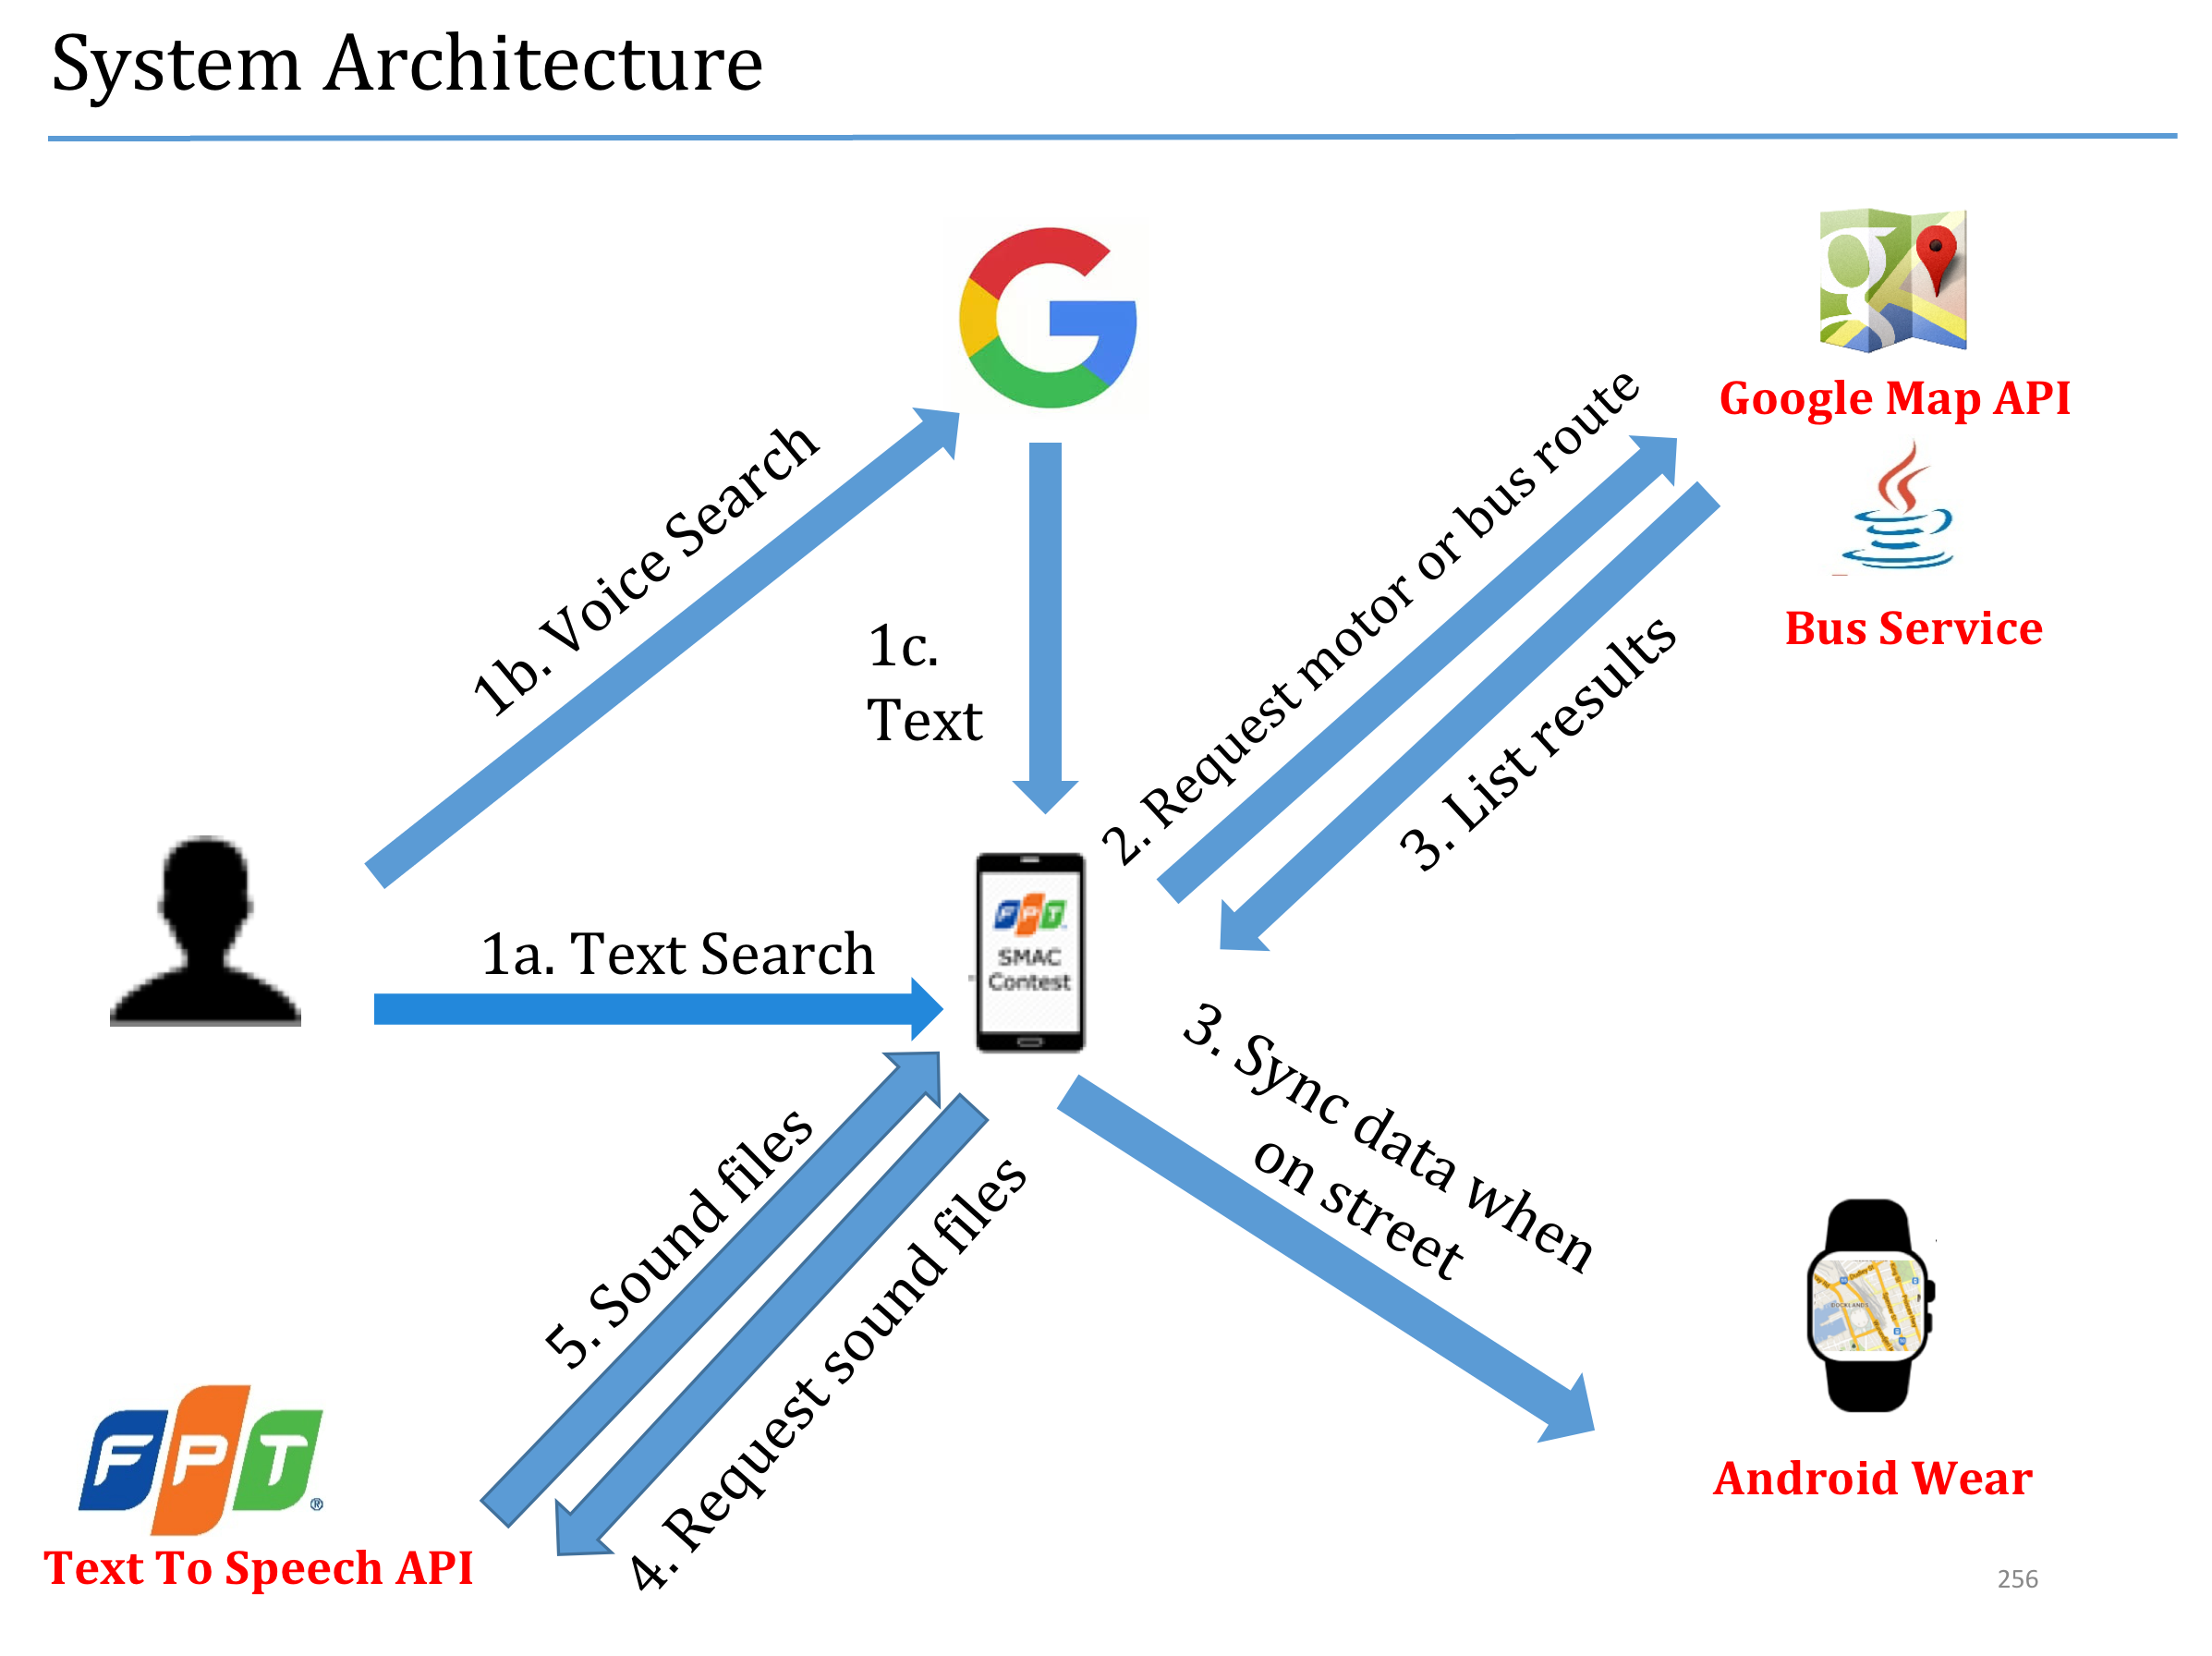 System Architecture
Google Map API
Bus Service
1b. Voice Search
1c.
Text
2. Request motor or bus route
3. List results
1a. Text Search
FPT
SMAC
Contest
3. Sync data when
on street
5. Sound files
4. Request sound files
FPT®
Text To Speech API
Android Wear
256